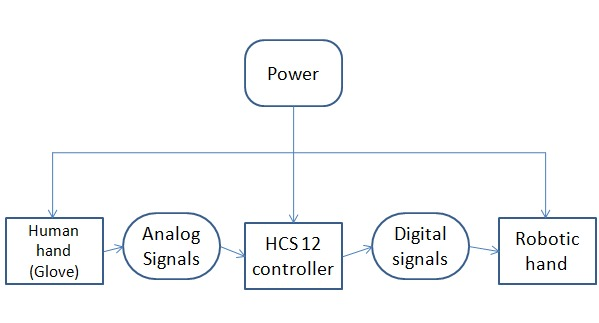 Power
Human
hand
(Glove)
Analog
Signals
HCS 12
controller
Digital
signals
Robotic
hand